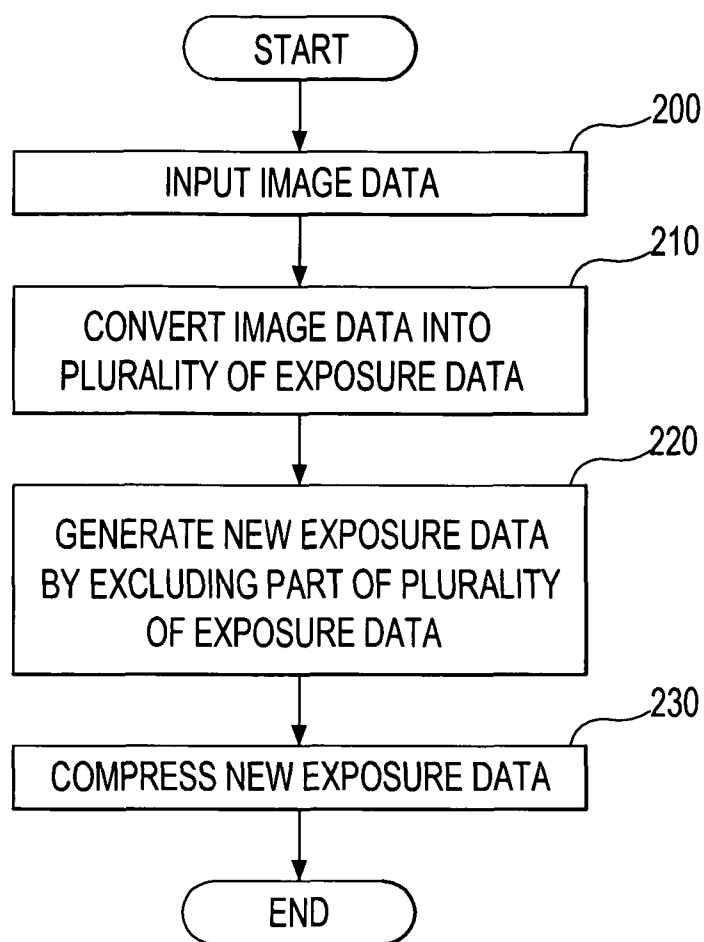 START
200
INPUT IMAGE DATA
210
CONVERT IMAGE DATA INTO
PLURALITY OF EXPOSURE DATA
220
GENERATE NEW EXPOSURE DATA
BY EXCLUDING PART OF PLURALITY
OF EXPOSURE DATA
230
COMPRESS NEW EXPOSURE DATA
END